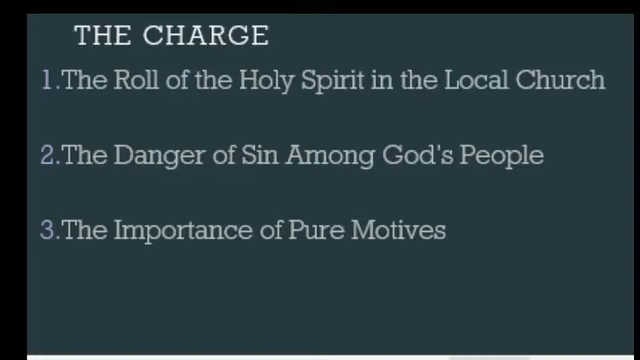 THE CHARGE
1.The Roll of the Holy Spirit in the Local Church
2.The Danger of Sin Among God's People
3.The Importance of Pure Motives